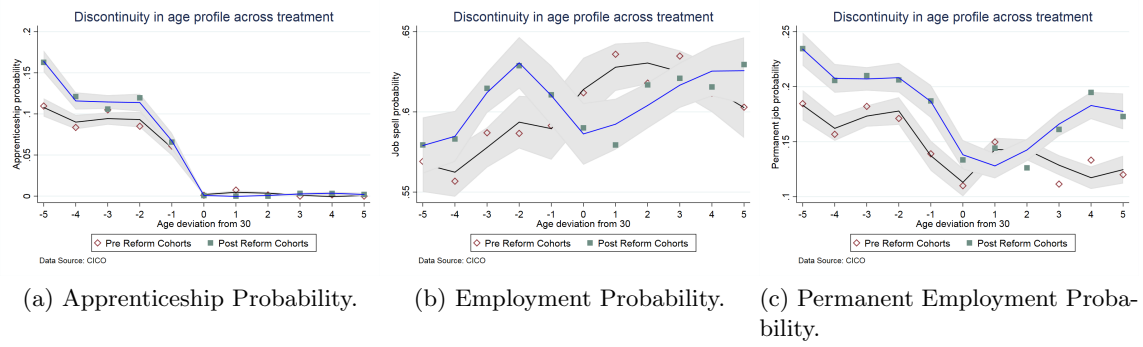 Discontinuity in age profile across treatment
Apprenticeship probability
.2
.15
.1
.05
0
-5 -4 -3 -2 -1 0 1 2 3 4 5
Age deviation from 30
Pre Reform Cohorts Post Reform Cohorts
Data Source: CICO
(a) Apprenticeship Probability.
Discontinuity in age profile across treatment
Job spell probability
.65
.6
.55
-5 -4 -3 -2 -1 0 1 2 3 4 5
Age deviation from 30
Pre Reform Cohorts Post Reform Cohorts
Data Source: CICO
(b) Employment Probability.
Discontinuity in age profile across treatment
Permanent job probability
.25
.2
.15
.1
-5 -4 -3 -2 -1 0 1 2 3 4 5
Age deviation from 30
Pre Reform Cohorts Post Reform Cohorts
Data Source: CICO
(c) Permanent Employment Proba-
bility.